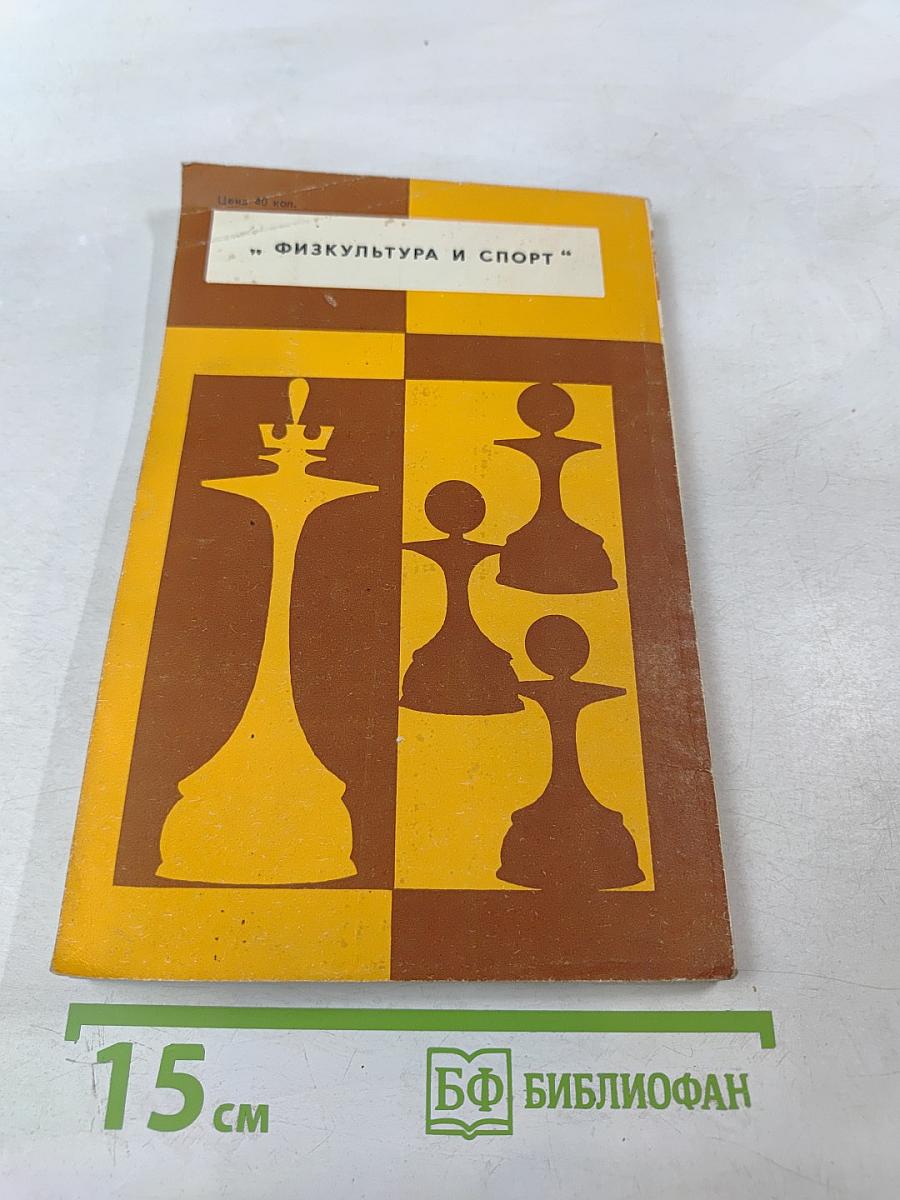 Цена 40 коп.
„ ФИЗКУЛЬТУРА И СПОРТ “
15 см
БФ БИБЛИОФАН